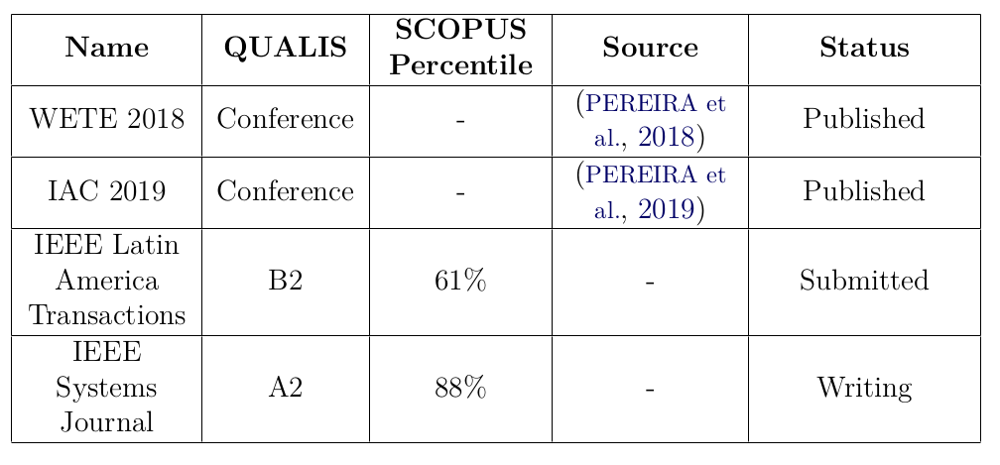 Name QUALIS SCOPUS Percentile Source Status
WETE 2018 Conference - (PEREIRA et al., 2018) Published
IAC 2019 Conference - (PEREIRA et al., 2019) Published
IEEE Latin America Transactions B2 61% - Submitted
IEEE Systems Journal A2 88% - Writing